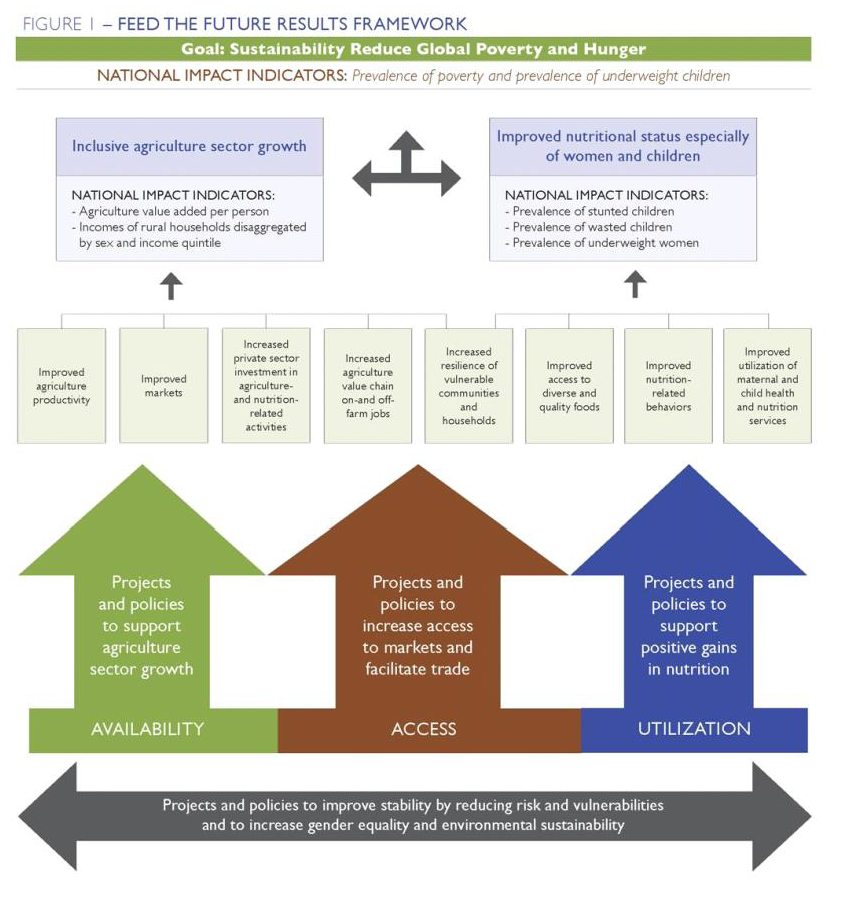 FIGURE 1 – FEED THE FUTURE RESULTS FRAMEWORK
Goal: Sustainability Reduce Global Poverty and Hunger
NATIONAL IMPACT INDICATORS: Prevalence of poverty and prevalence of underweight children
Inclusive agriculture sector growth
NATIONAL IMPACT INDICATORS:
- Agriculture value added per person
- Incomes of rural households disaggregated
by sex and income quintile
Improved nutritional status especially
of women and children
NATIONAL IMPACT INDICATORS:
- Prevalence of stunted children
- Prevalence of wasted children
- Prevalence of underweight women
Improved
agriculture
productivity
Improved
markets
Increased
private sector
investment in
agriculture-
and nutrition-
related
activities
Increased
agriculture
value chain
on-and off-
farm jobs
Increased
resilience of
vulnerable
communities
and
households
Improved
access to
diverse and
quality foods
Improved
nutrition-
related
behaviors
Improved
utilization of
maternal and
child health
and nutrition
services
Projects
and policies
to support
agriculture
sector growth
AVAILABILITY
Projects and
policies to
increase access
to markets and
facilitate trade
ACCESS
Projects and
policies to
support
positive gains
in nutrition
UTILIZATION
Projects and policies to improve stability by reducing risk and vulnerabilities
and to increase gender equality and environmental sustainability